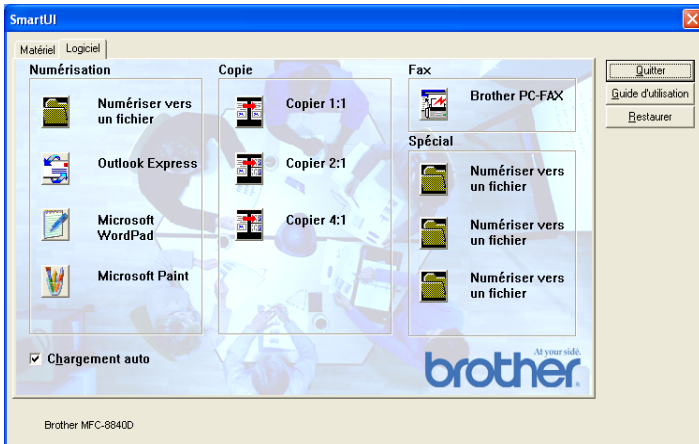 SmartUI
Matériel
Logiciel
Numérisation
Numériser vers
un fichier
Outlook Express
Microsoft
WordPad
Microsoft Paint
Copie
Copier 1:1
Copier 2:1
Copier 4:1
Fax
Brother PC-FAX
Spécial
Numériser vers
un fichier
Numériser vers
un fichier
Numériser vers
un fichier
Quitter
Guide d'utilisation
Restaurer
Chargement auto
At your side.
brother
Brother MFC-8840D